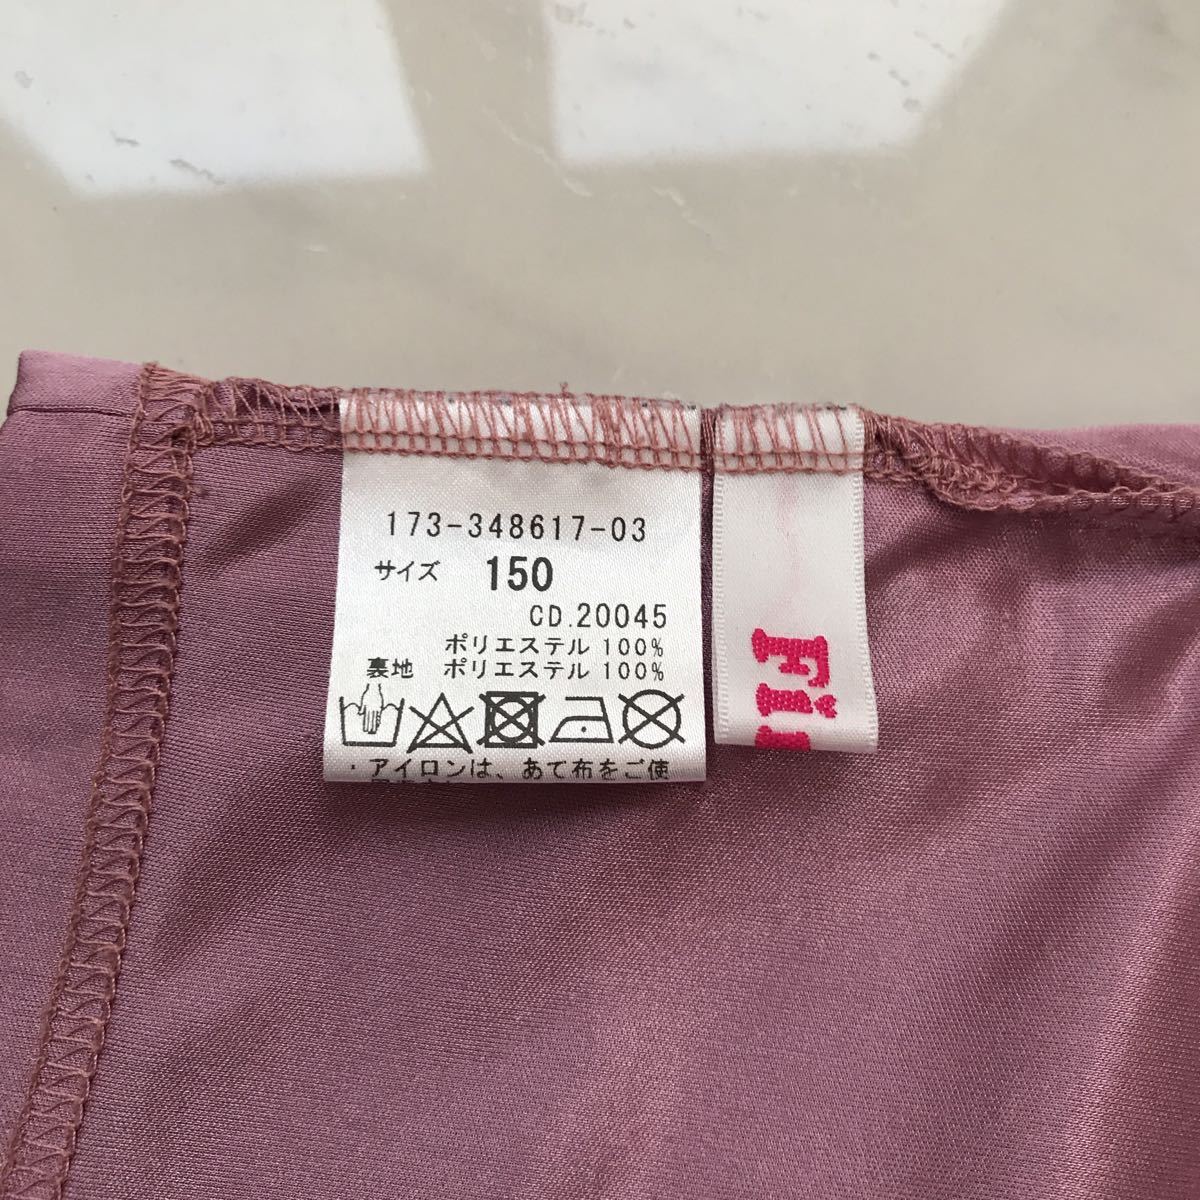 173-348617-03
サイズ 150
CD.20045
ポリエステル 100%
裏地 ポリエステル 100%
・アイロンは、あて布をご使
Fi